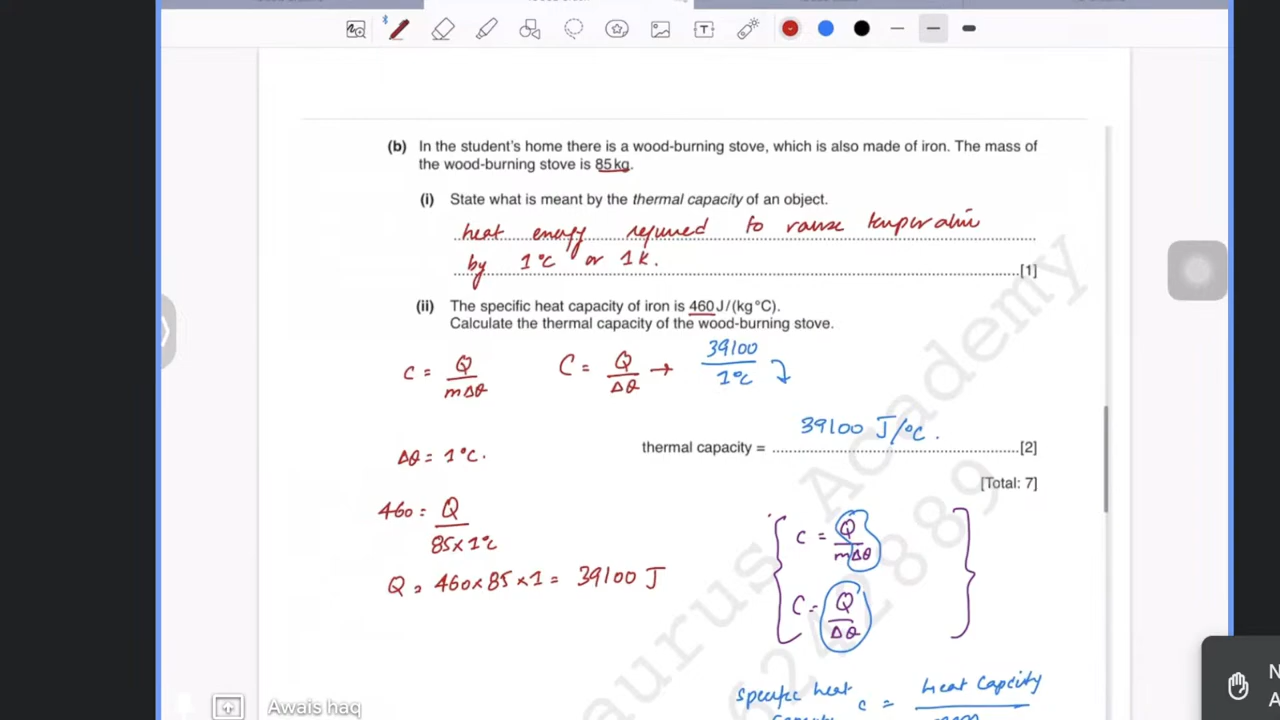 (b) In the student's home there is a wood-burning stove, which is also made of iron. The mass of
the wood-burning stove is 85 kg.
(i) State what is meant by the thermal capacity of an object.
heat energy required to raise temperature
by 1°C or 1K.
[1]
(ii) The specific heat capacity of iron is 460 J/(kg °C).
Calculate the thermal capacity of the wood-burning stove.
c = Q / mΔθ
C = Q / Δθ → 39100 / 1°C
39100 J/°C.
thermal capacity = [2]
Δθ = 1°C.
[Total: 7]
460 = Q / 85 × 1°C
Q = 460 × 85 × 1 = 39100 J
c = Q / mΔθ
C = Q / Δθ
specific heat c = heat capacity
aurus Academy
6242889
Awais haq
N
A